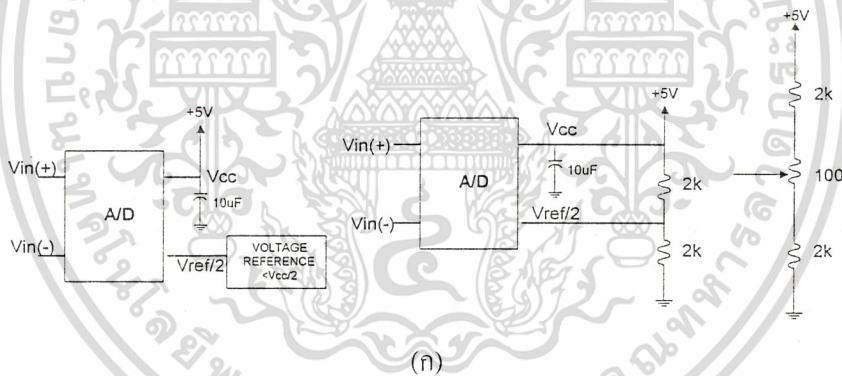 +5V
Vcc
Vin(+)
A/D
10uF
Vin(-)
Vref/2
VOLTAGE
REFERENCE
<Vcc/2
+5V
Vcc
Vin(+)
A/D
10uF
2k
Vin(-)
Vref/2
2k
+5V
2k
100
2k
(ก)